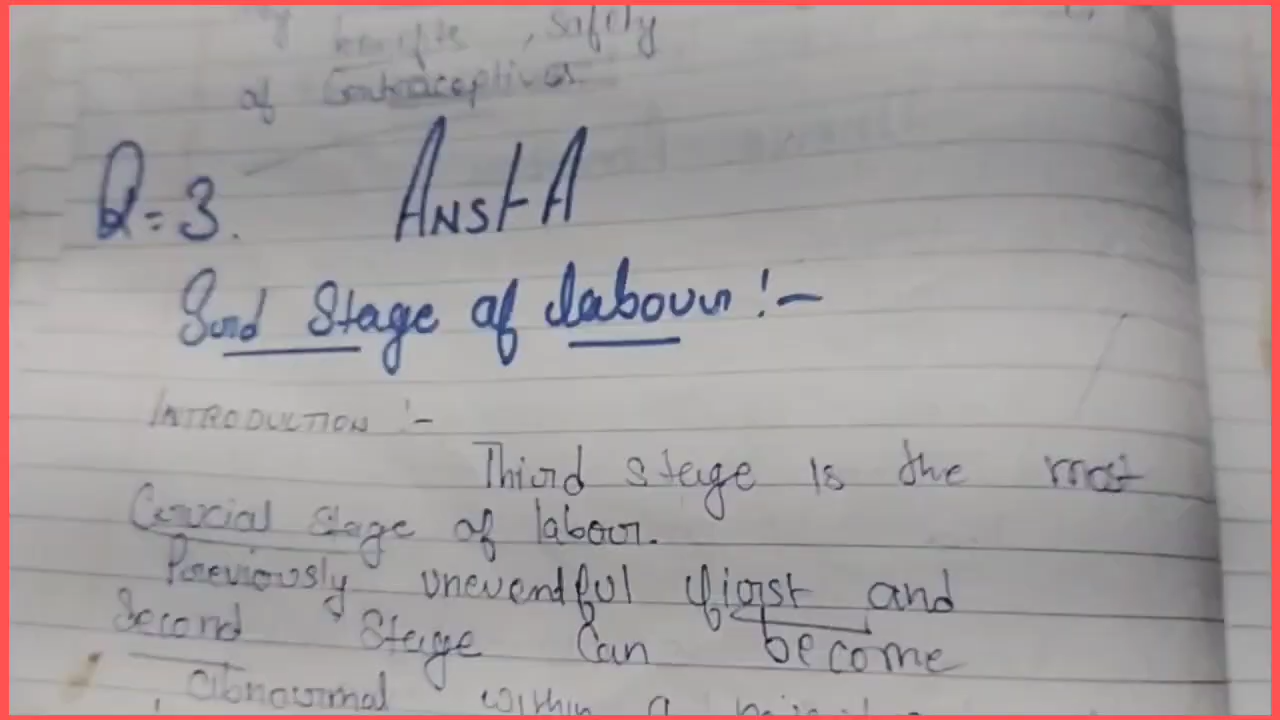 benefits, safety
of Contraceptives.
Q=3. Ans+A
3rd Stage of labour :-
INTRODUCTION :-
Third stage is the most
Crucial stage of labour.
Previously uneventful first and
Second Stage Can become
abnormal within a